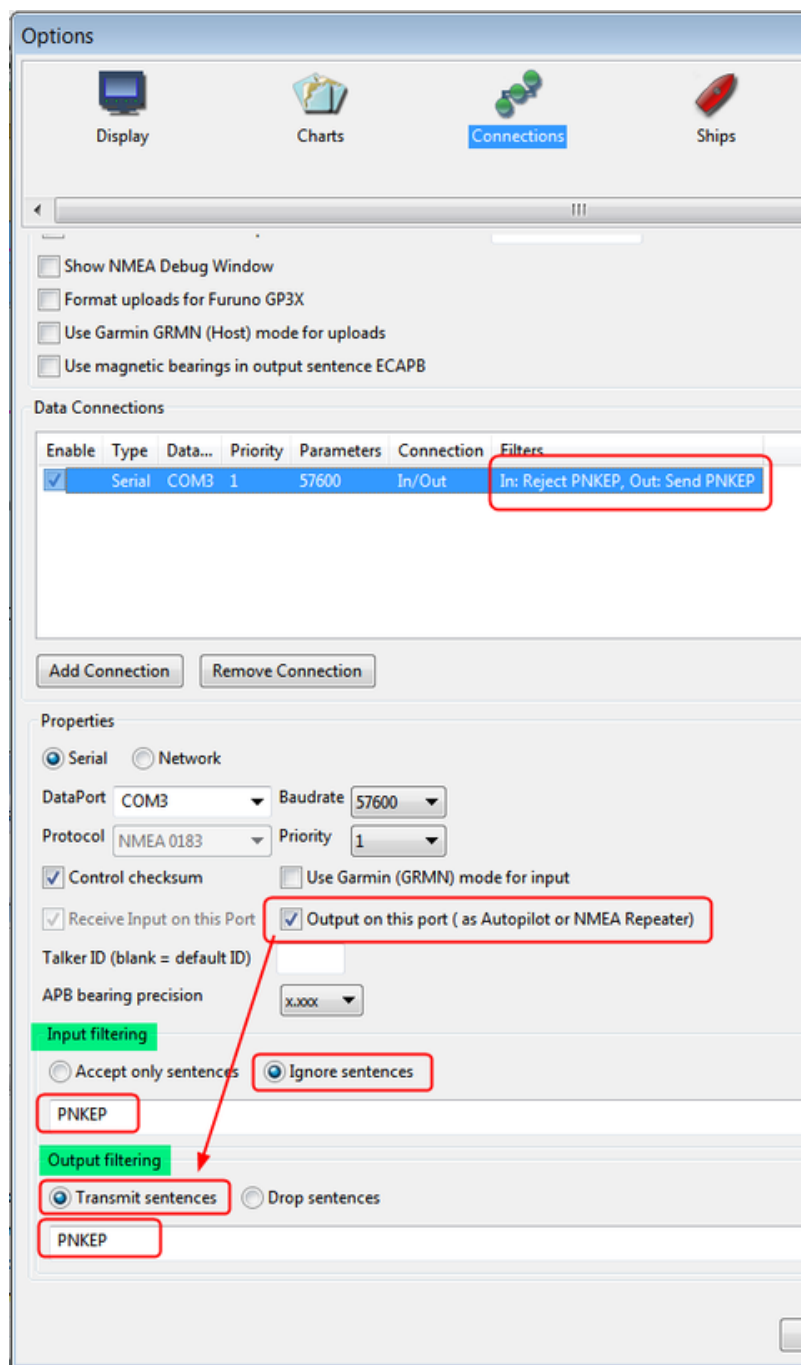 Options
Display Charts Connections Ships
Show NMEA Debug Window
Format uploads for Furuno GP3X
Use Garmin GRMN (Host) mode for uploads
Use magnetic bearings in output sentence ECAPB
Data Connections
Enable Type Data... Priority Parameters Connection Filters
Serial COM3 1 57600 In/Out In: Reject PNKEP, Out: Send PNKEP
Add Connection Remove Connection
Properties
Serial Network
DataPort COM3 Baudrate 57600
Protocol NMEA 0183 Priority 1
Control checksum Use Garmin (GRMN) mode for input
Receive Input on this Port Output on this port ( as Autopilot or NMEA Repeater)
Talker ID (blank = default ID)
APB bearing precision x.xxx
Input filtering
Accept only sentences Ignore sentences
PNKEP
Output filtering
Transmit sentences Drop sentences
PNKEP